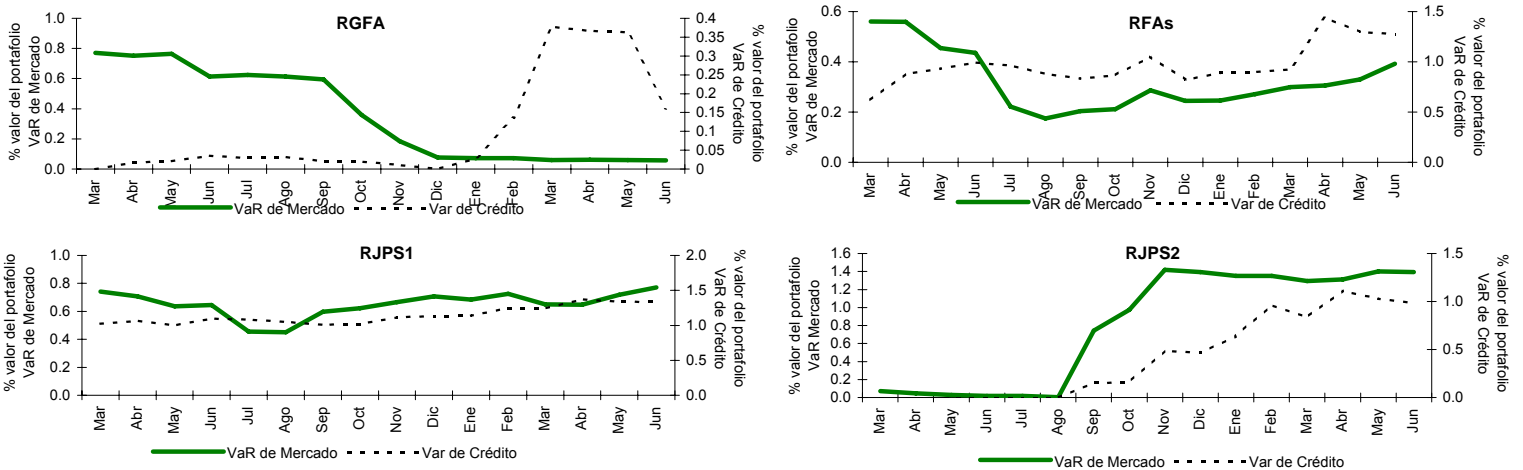 RGFA
% valor del portafolio
VaR de Mercado
1.0
0.8
0.6
0.4
0.2
0.0
0.4
0.35
0.3
0.25
0.2
0.15
0.1
0.05
0
% valor del portafolio
VaR de Crédito
Mar Abr May Jun Jul Ago Sep Oct Nov Dic Ene Feb Mar Abr May Jun
VaR de Mercado Var de Crédito
RFAs
% valor del portafolio
VaR de Mercado
0.6
0.4
0.2
0.0
1.5
1.0
0.5
0.0
% valor del portafolio
VaR de Crédito
Mar Abr May Jun Jul Ago Sep Oct Nov Dic Ene Feb Mar Abr May Jun
VaR de Mercado Var de Crédito
RJPS1
% valor del portafolio
VaR de Mercado
1.0
0.8
0.6
0.4
0.2
0.0
2.0
1.5
1.0
0.5
0.0
% valor del portafolio
VaR de Crédito
Mar Abr May Jun Jul Ago Sep Oct Nov Dic Ene Feb Mar Abr May Jun
VaR de Mercado Var de Crédito
RJPS2
% valor del portafolio
VaR Mercado
1.6
1.4
1.2
1.0
0.8
0.6
0.4
0.2
0.0
1.5
1.0
0.5
0.0
% valor del portafolio
VaR de Crédito
Mar Abr May Jun Jul Ago Sep Oct Nov Dic Ene Feb Mar Abr May Jun
VaR de Mercado Var de Crédito